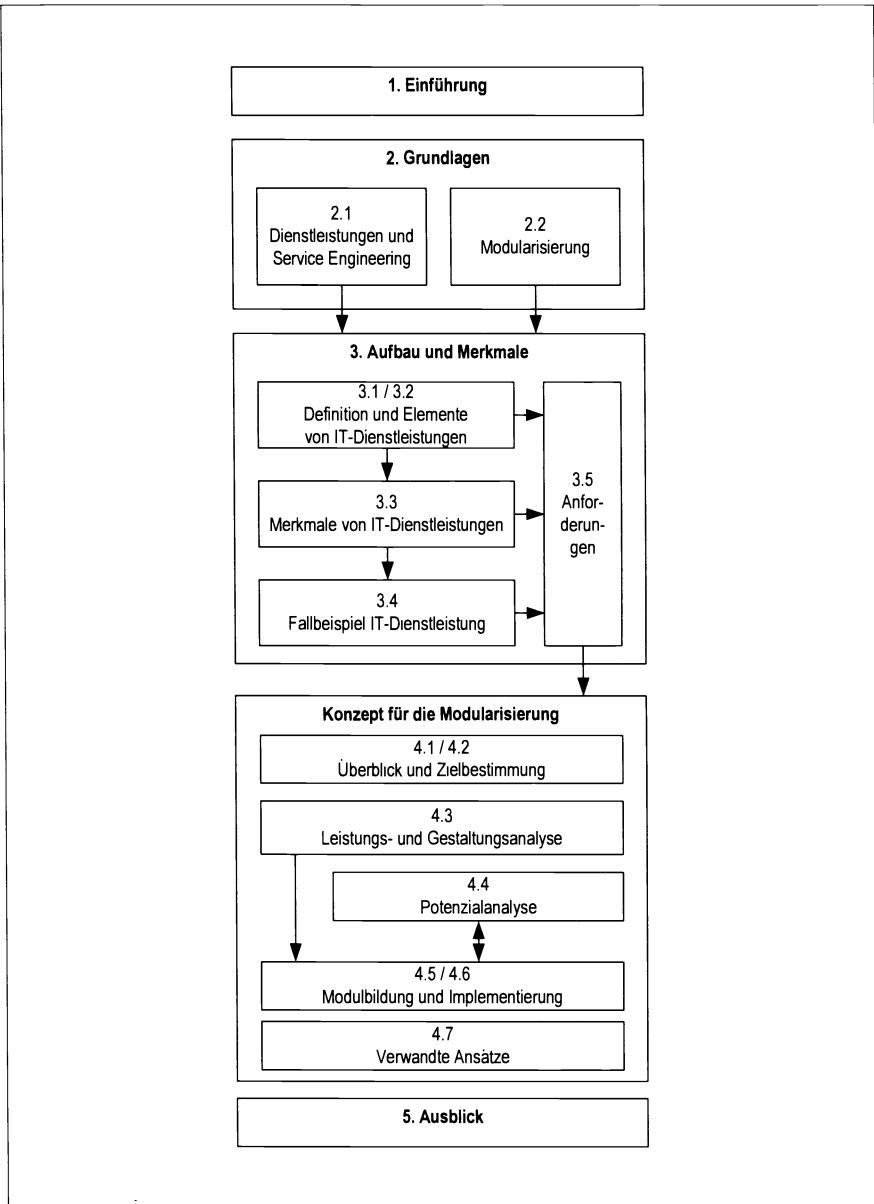 1. Einführung
2. Grundlagen
2.1
Dienstleistungen und
Service Engineering
2.2
Modularisierung
3. Aufbau und Merkmale
3.1 / 3.2
Definition und Elemente
von IT-Dienstleistungen
3.3
Merkmale von IT-Dienstleistungen
3.4
Fallbeispiel IT-Dienstleistung
3.5
Anfor-
derun-
gen
Konzept für die Modularisierung
4.1 / 4.2
Überblick und Zielbestimmung
4.3
Leistungs- und Gestaltungsanalyse
4.4
Potenzialanalyse
4.5 / 4.6
Modulbildung und Implementierung
4.7
Verwandte Ansätze
5. Ausblick